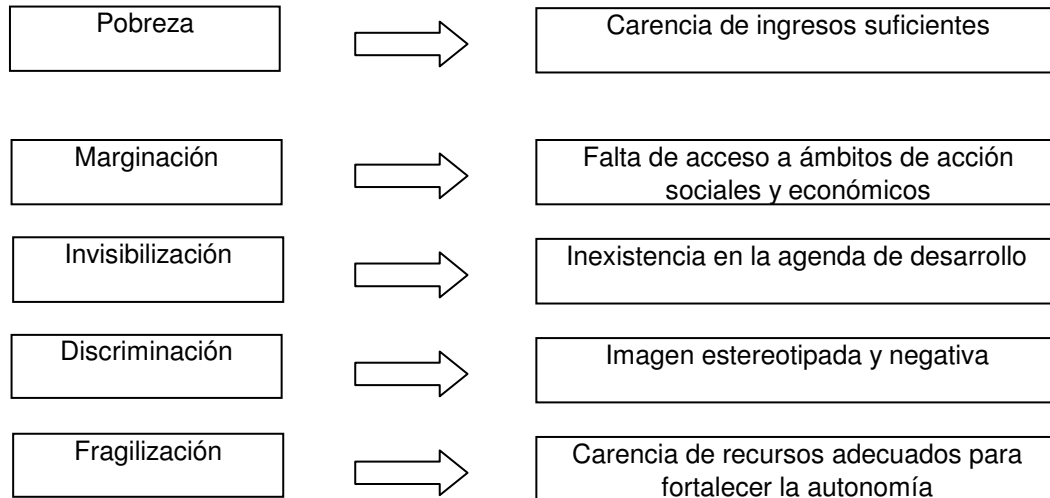 Pobreza
Carencia de ingresos suficientes
Marginación
Falta de acceso a ámbitos de acción
sociales y económicos
Invisibilización
Inexistencia en la agenda de desarrollo
Discriminación
Imagen estereotipada y negativa
Fragilización
Carencia de recursos adecuados para
fortalecer la autonomía